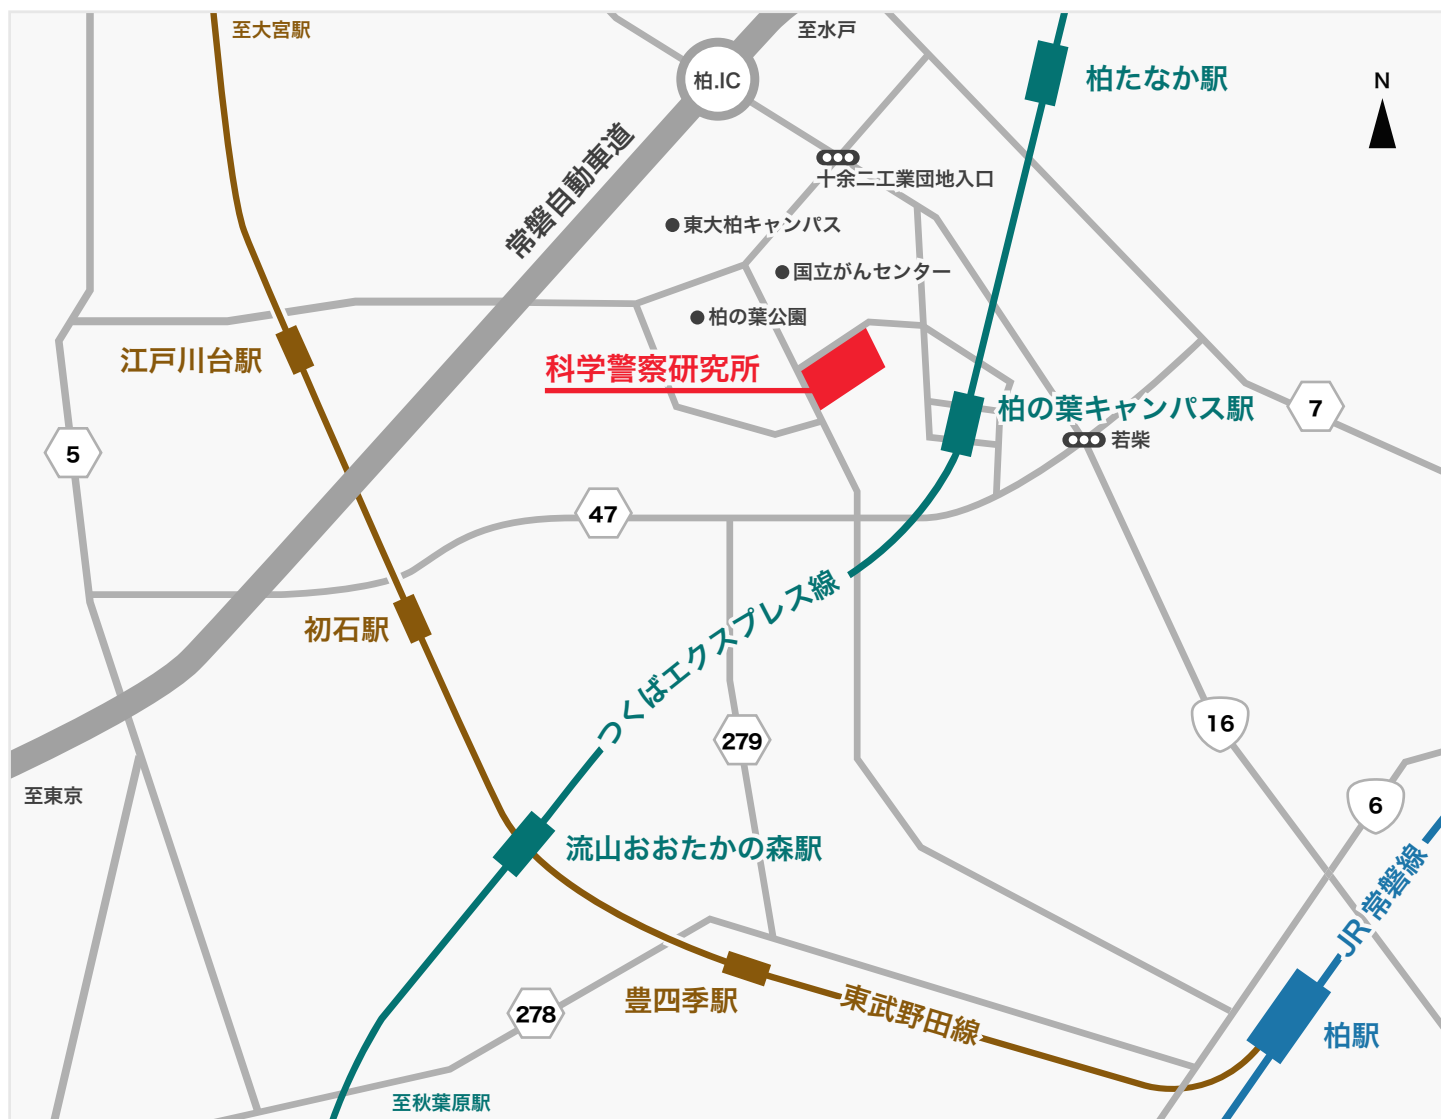 至大宮駅
至水戸
柏.IC
柏たなか駅
N
常磐自動車道
十余二工業団地入口
東大柏キャンパス
国立がんセンター
柏の葉公園
江戸川台駅
科学警察研究所
柏の葉キャンパス駅
7
若柴
5
47
つくばエクスプレス線
初石駅
16
279
至東京
6
流山おおたかの森駅
JR 常磐線
豊四季駅
東武野田線
278
柏駅
至秋葉原駅